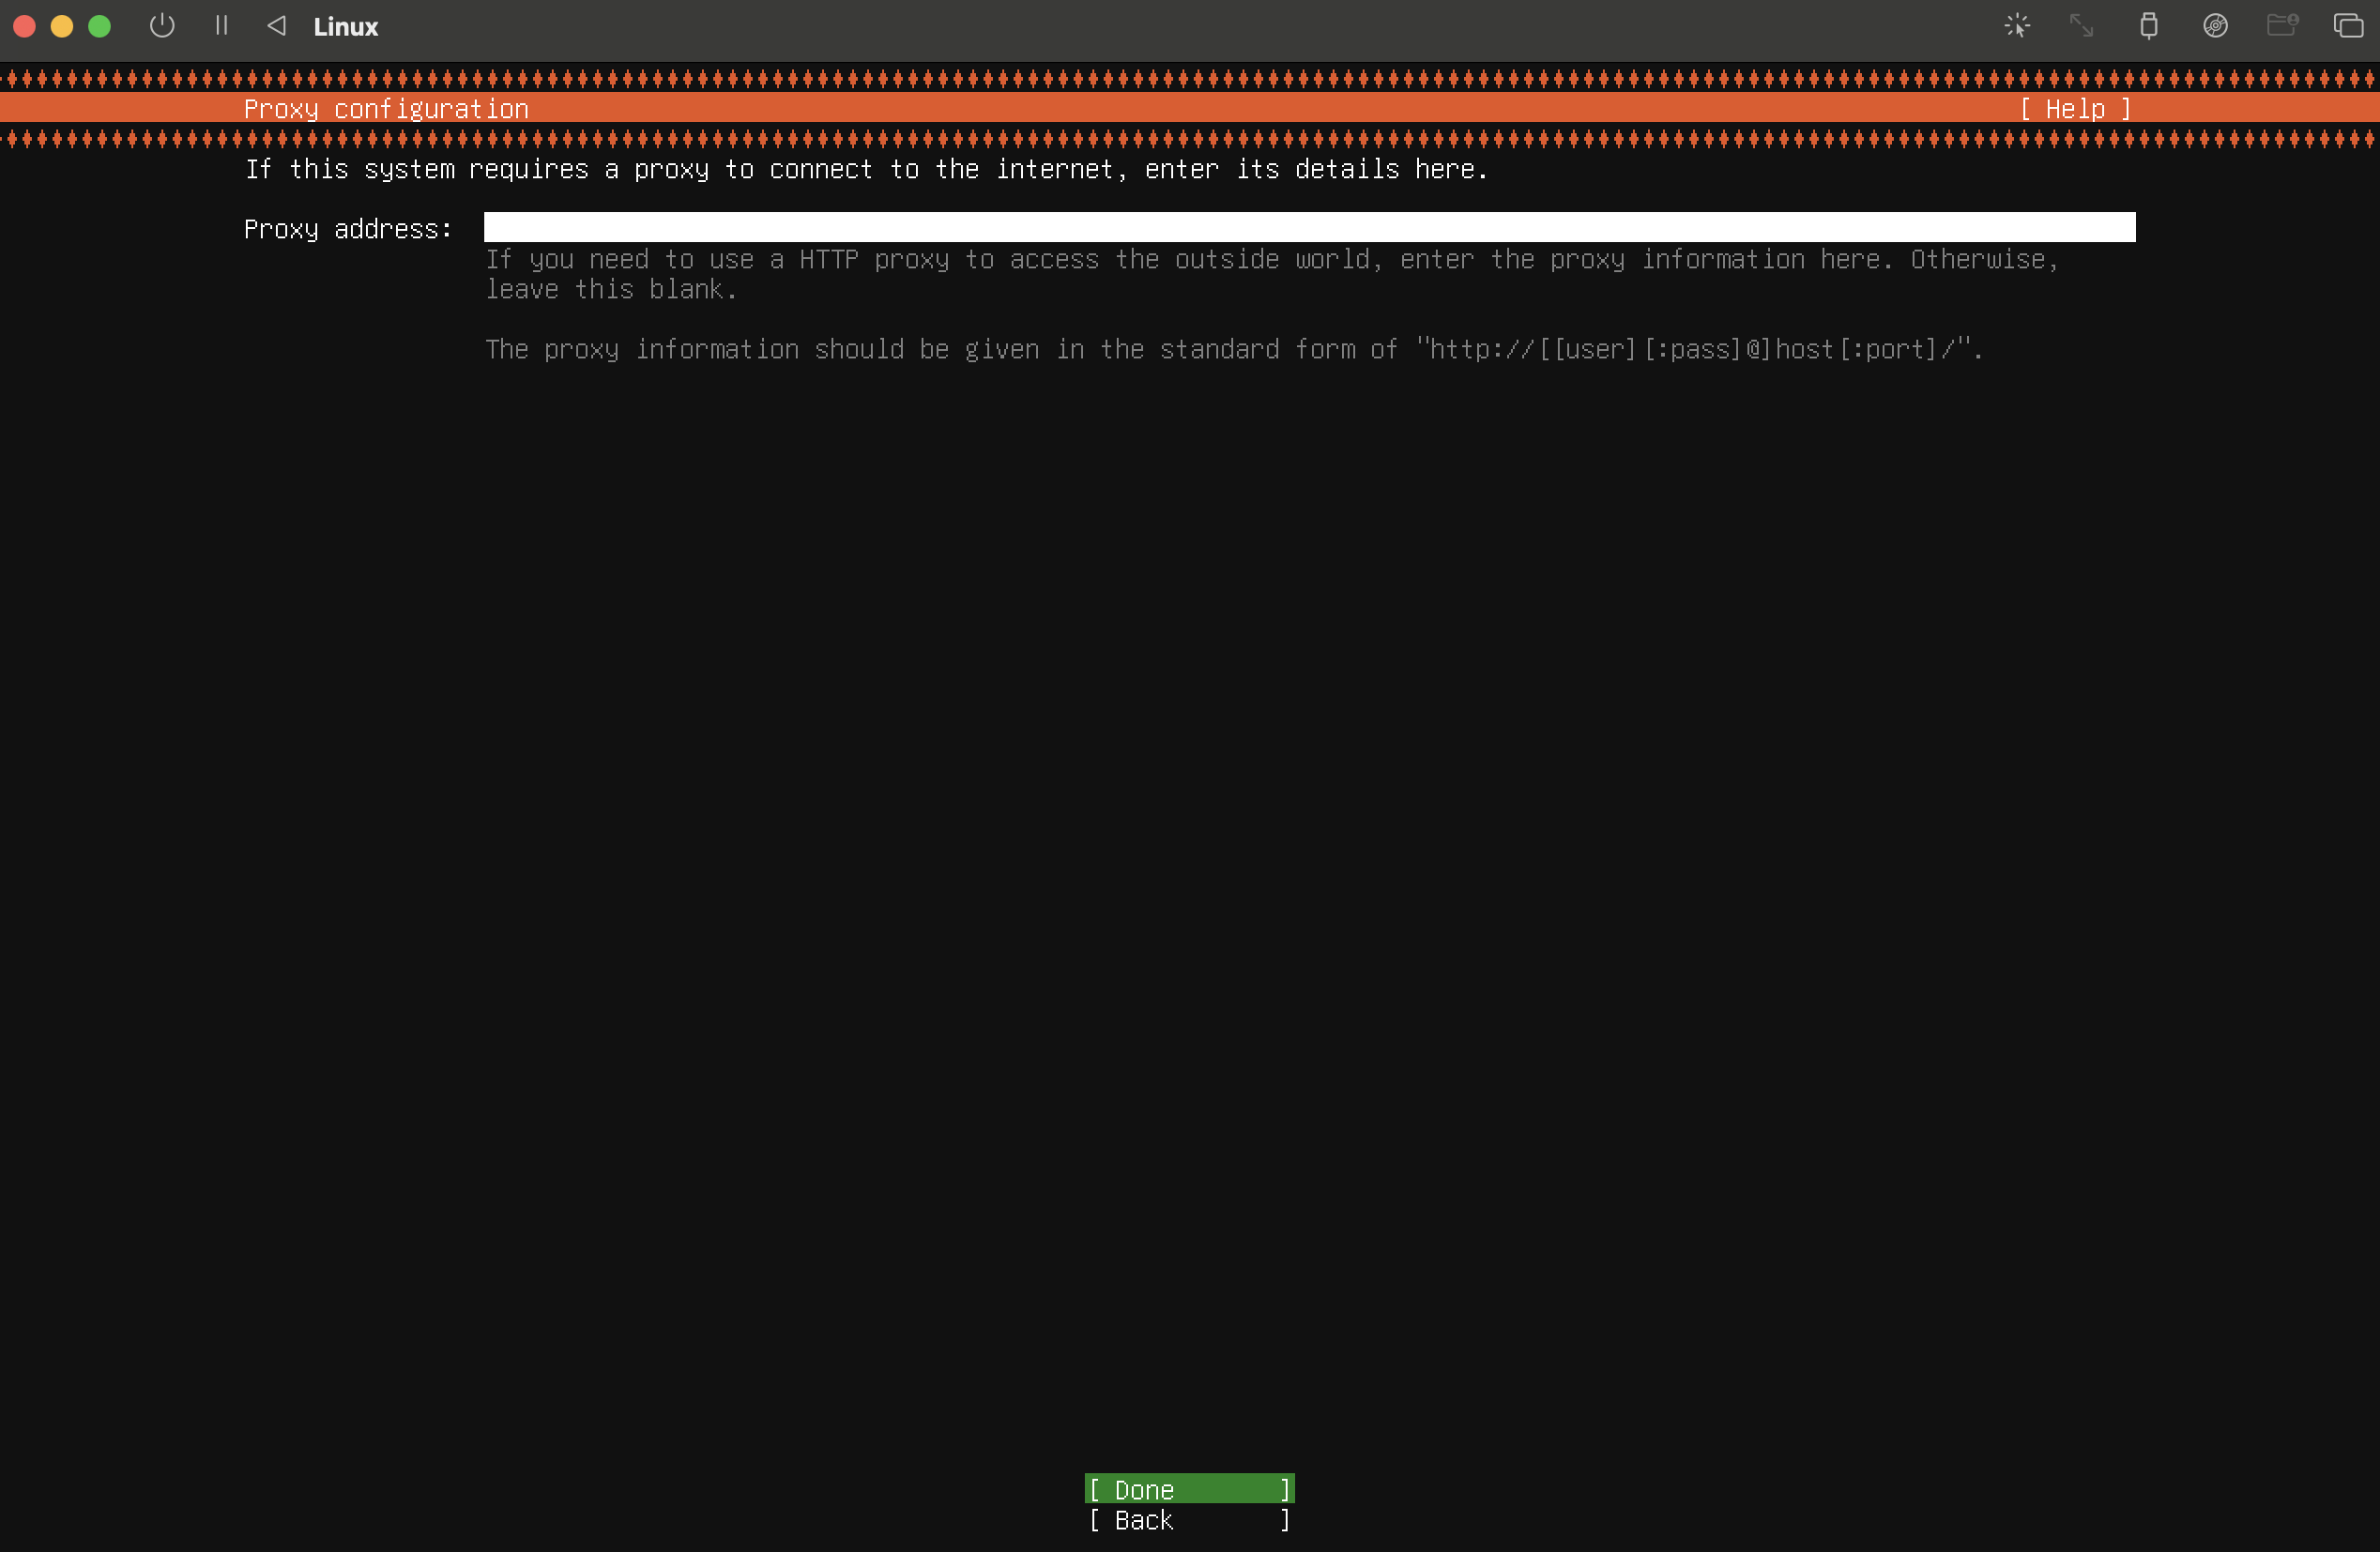 Linux
Proxy configuration [ Help ]
If this system requires a proxy to connect to the internet, enter its details here.
Proxy address:
If you need to use a HTTP proxy to access the outside world, enter the proxy information here. Otherwise,
leave this blank.
The proxy information should be given in the standard form of "http://[[user][:pass]@]host[:port]/".
[ Done ]
[ Back ]